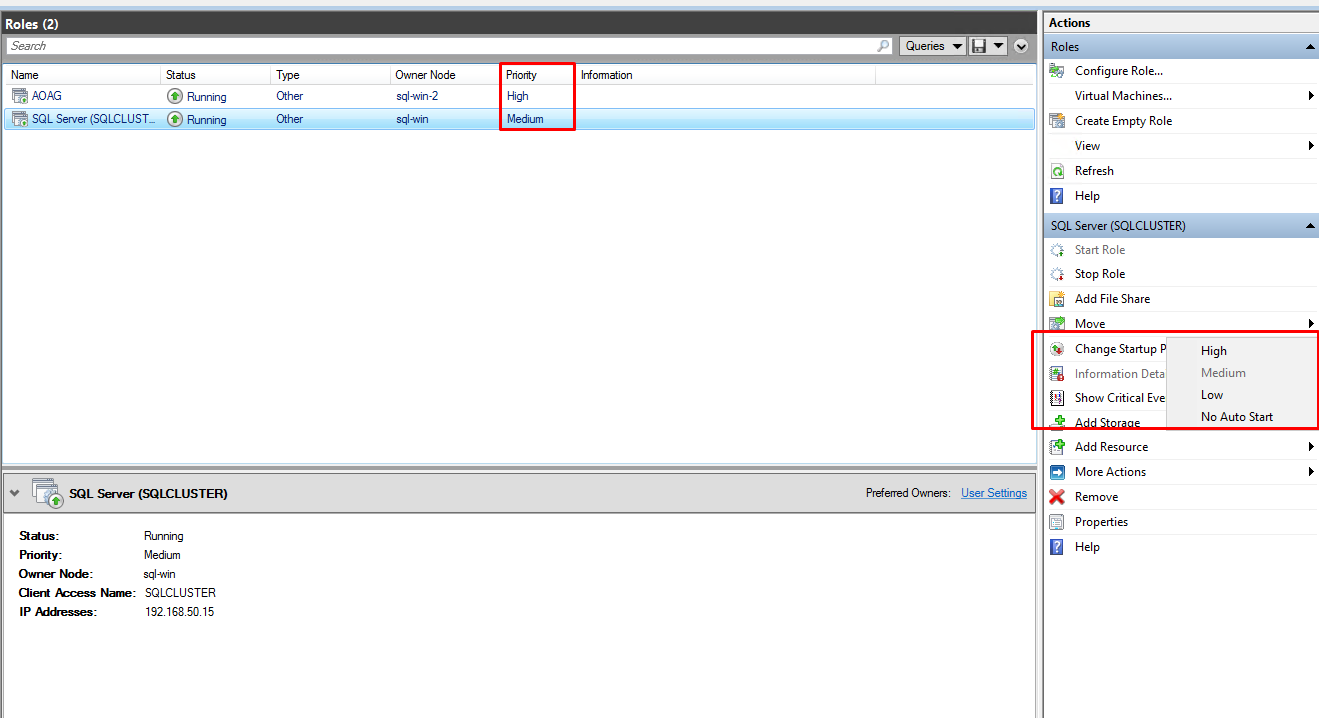 Roles (2)
Search
Queries
Name Status Type Owner Node Priority Information
AOAG Running Other sql-win-2 High
SQL Server (SQLCLUST... Running Other sql-win Medium
SQL Server (SQLCLUSTER) Preferred Owners: User Settings
Status: Running
Priority: Medium
Owner Node: sql-win
Client Access Name: SQLCLUSTER
IP Addresses: 192.168.50.15
Actions
Roles
Configure Role...
Virtual Machines...
Create Empty Role
View
Refresh
Help
SQL Server (SQLCLUSTER)
Start Role
Stop Role
Add File Share
Move
Change Startup P
Information Deta
Show Critical Eve
Add Storage
High
Medium
Low
No Auto Start
Add Resource
More Actions
Remove
Properties
Help